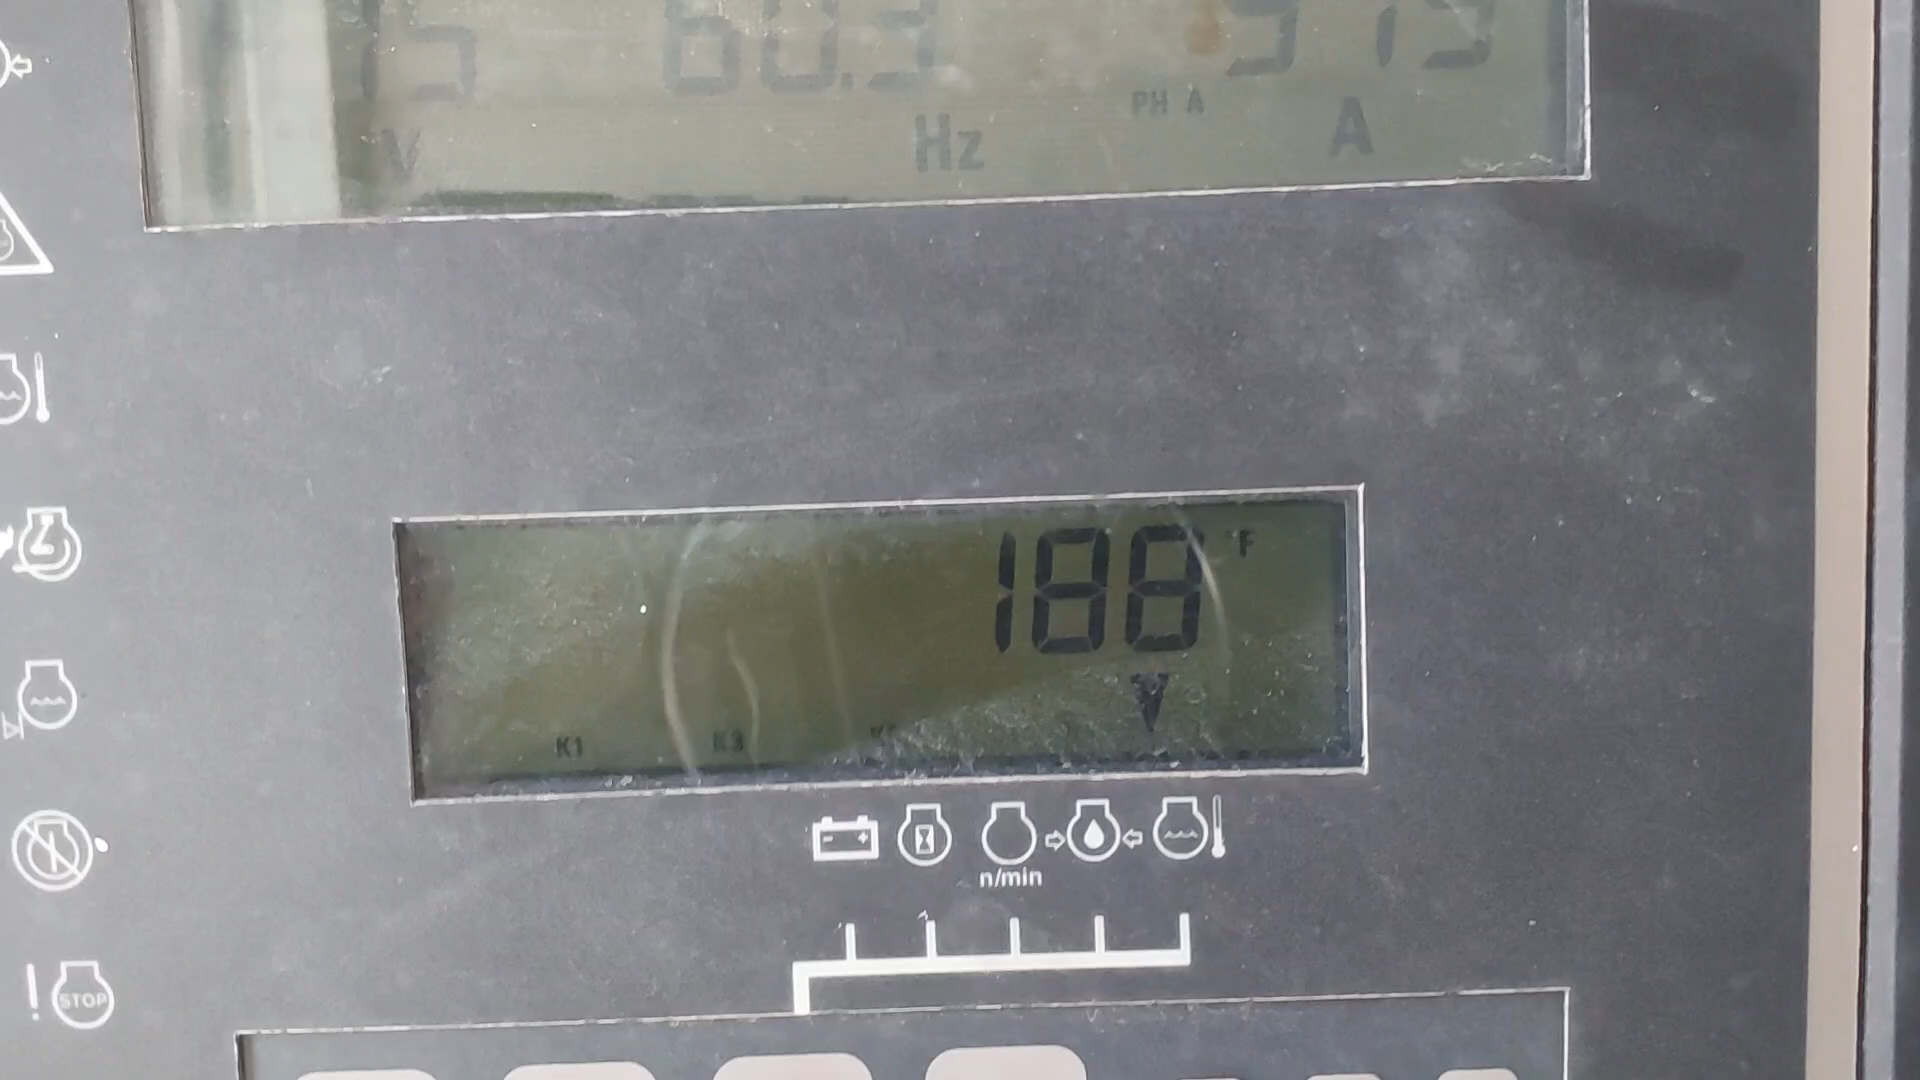 60.3
V
Hz
PH A
A
188 °F
K1
K3
n/min
STOP